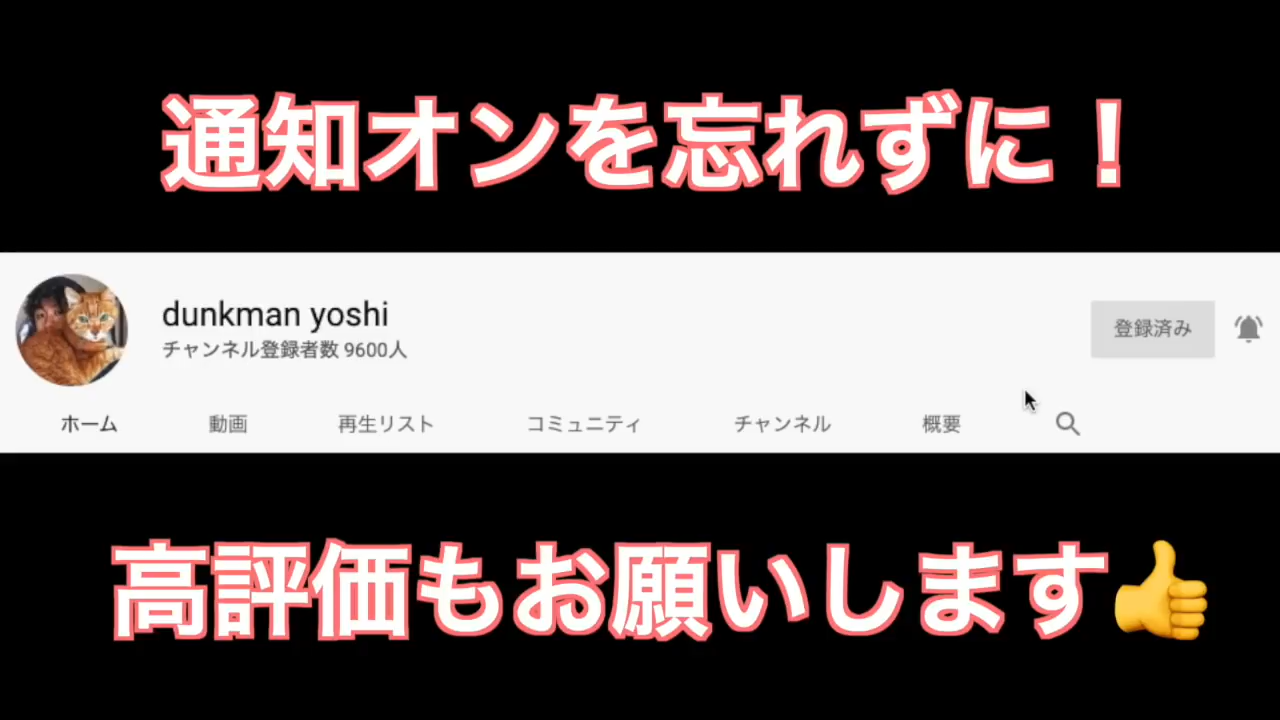 通知オンを忘れずに！
dunkman yoshi
チャンネル登録者数 9600人
登録済み
ホーム 動画 再生リスト コミュニティ チャンネル 概要
高評価もお願いします👍